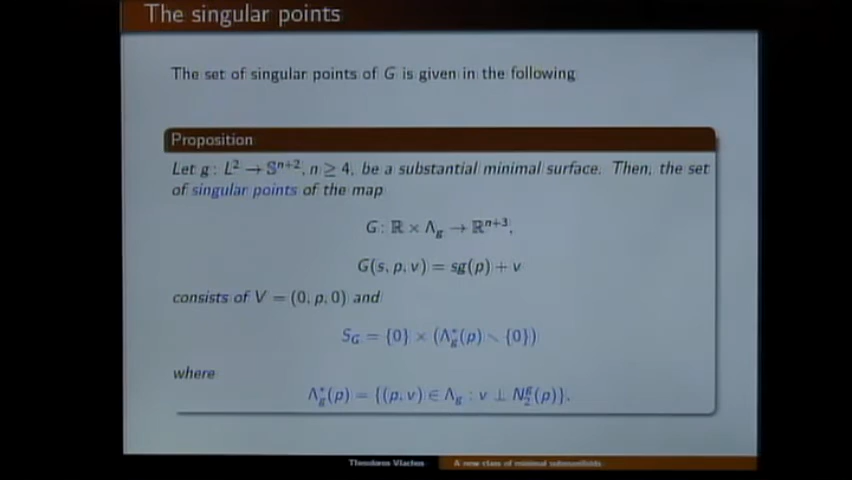 The singular points
The set of singular points of G is given in the following
Proposition
Let g : L² → 𝕊ⁿ⁺², n ≥ 4, be a substantial minimal surface. Then, the set
of singular points of the map
G : ℝ × Λ_g → ℝⁿ⁺³,
G(s, p, v) = sg(p) + v
consists of V = (0, p, 0) and
S_G = {0} × (Λ*_g(p) ∖ {0})
where
Λ*_g(p) = {(p, v) ∈ Λ_g : v ⊥ N^g_2(p)}.
Theodoros Vlachos A new class of minimal submanifolds